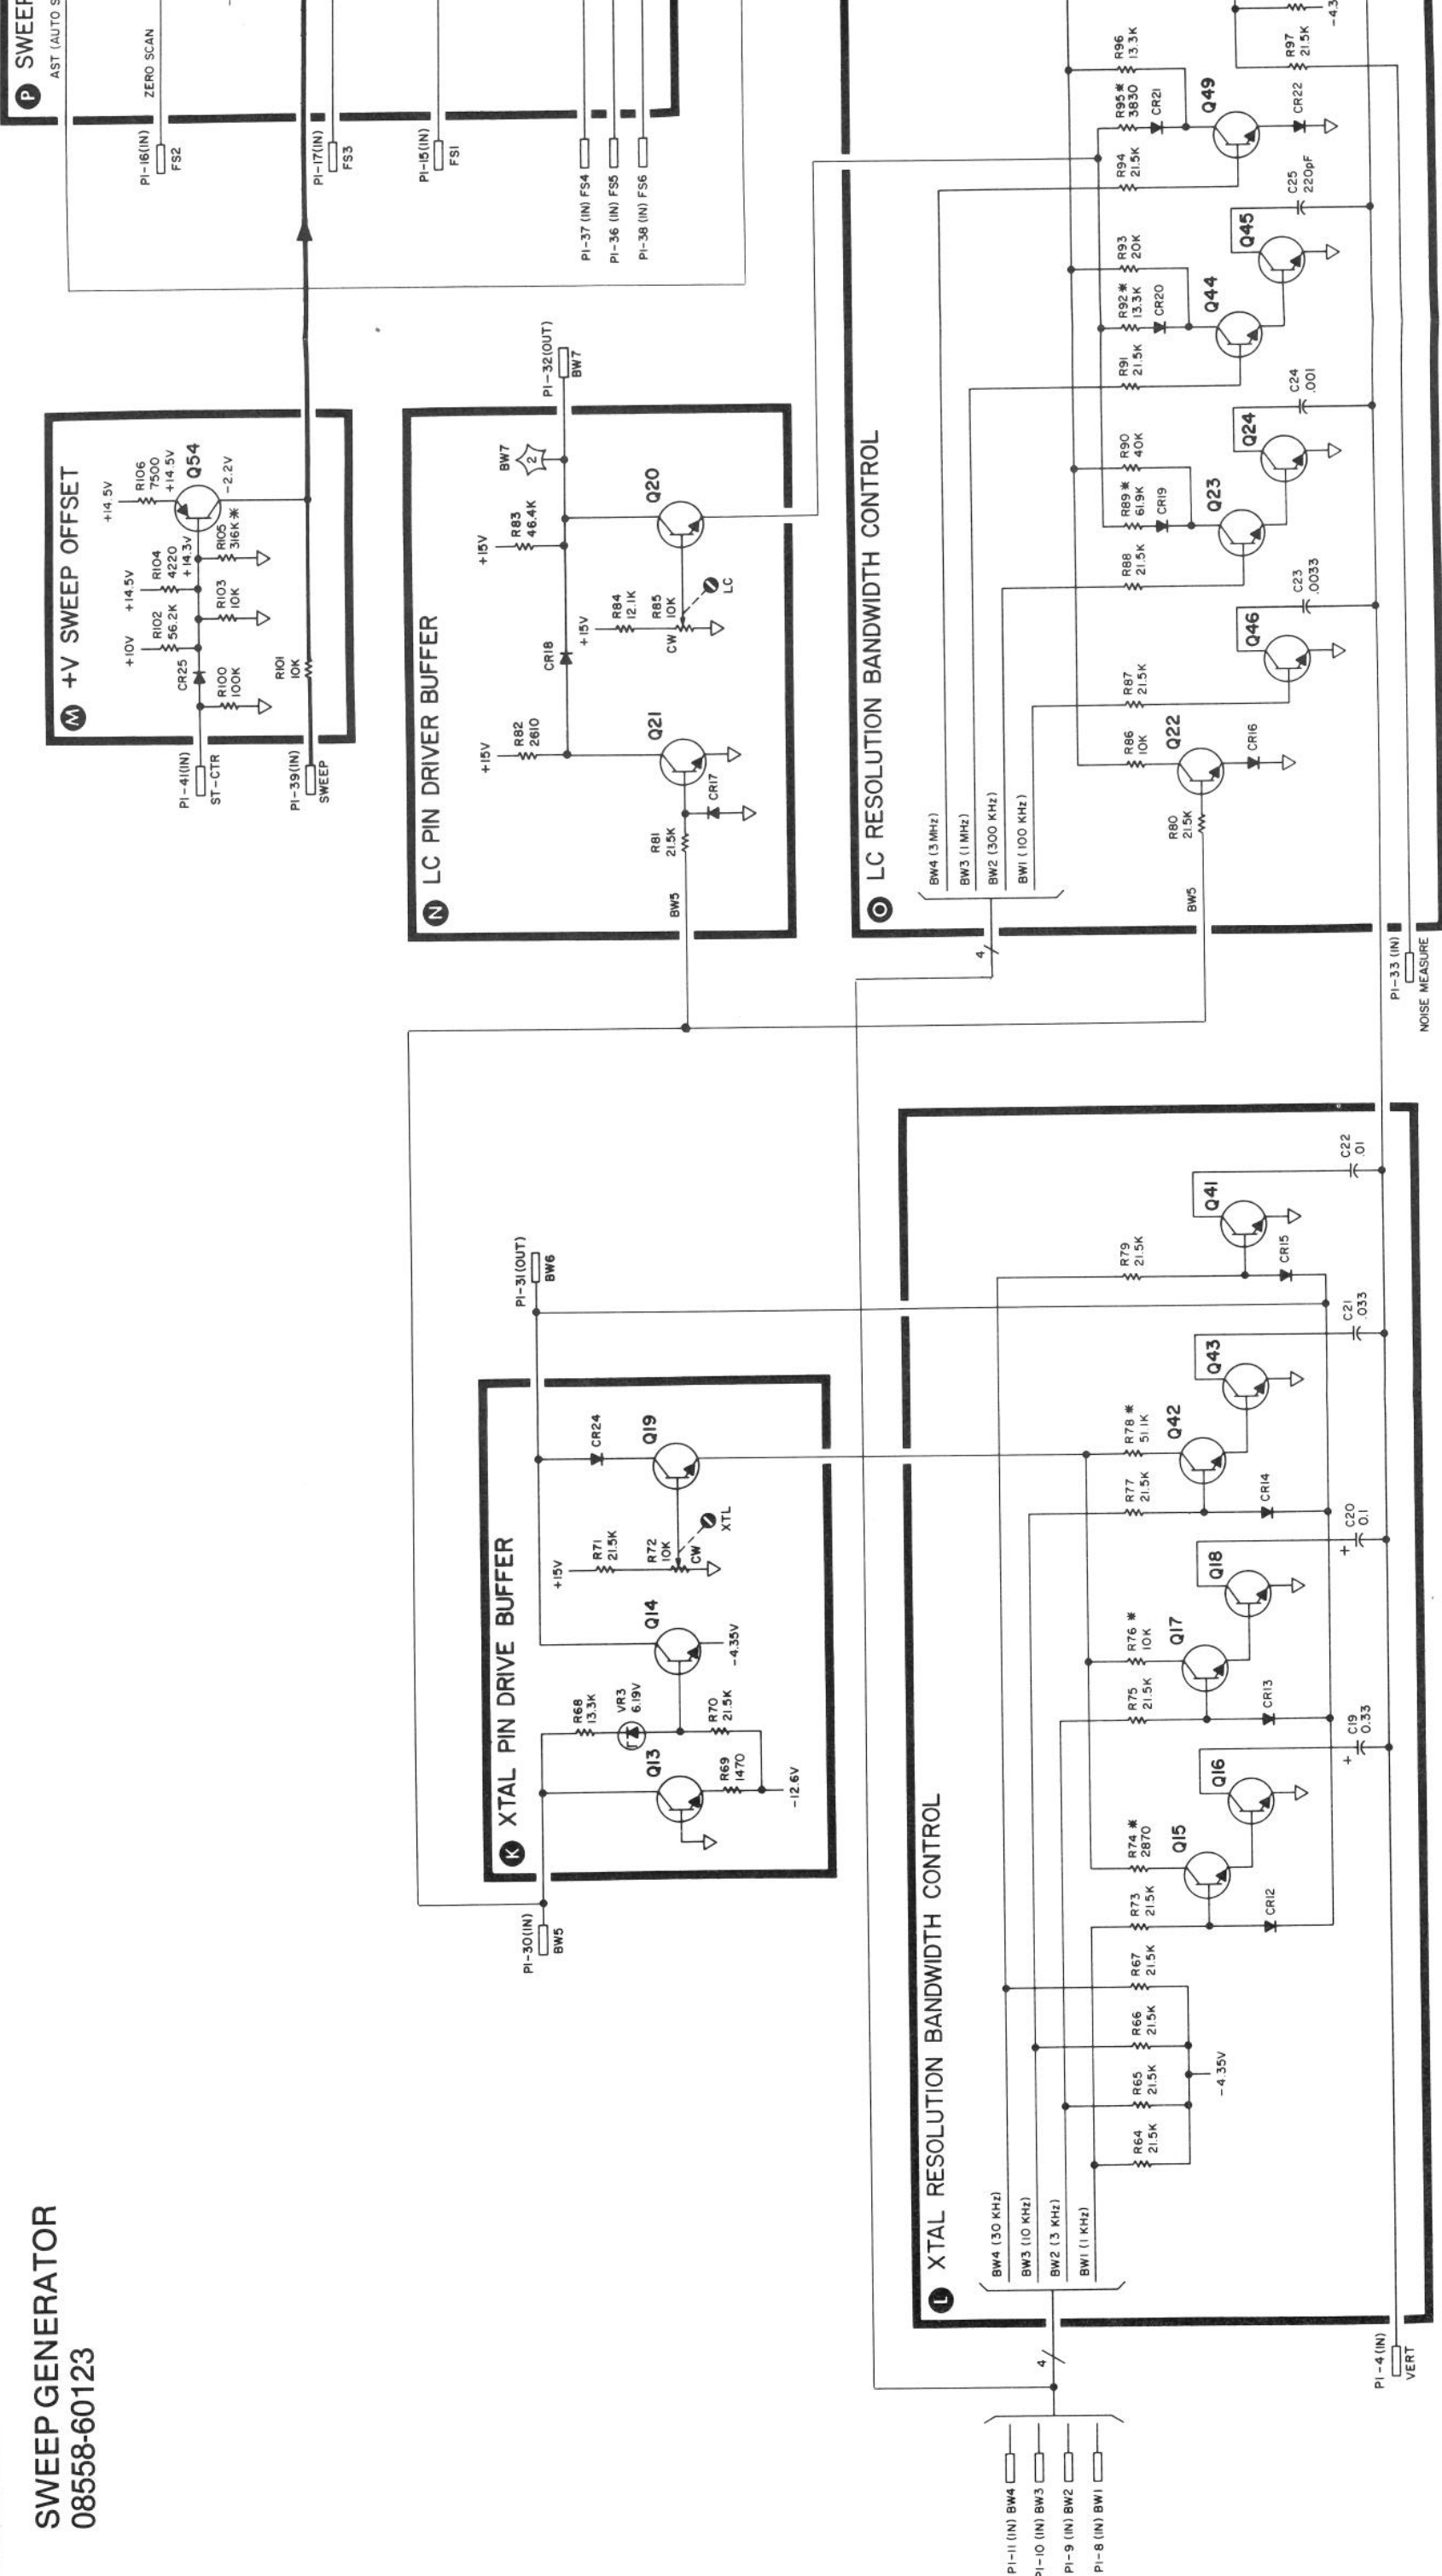 SWEEP GENERATOR
08558-60123
P SWEEP
AST (AUTO S
ZERO SCAN
P1-16(IN)
FS2
P1-17(IN)
FS3
P1-15(IN)
FS1
P1-37 (IN) FS4
P1-36 (IN) FS5
P1-38 (IN) FS6
M +V SWEEP OFFSET
+14.5V
R106
7500
+14.5V
Q54
-2.2V
+14.5V
R104
4220
+14.3V
R105
316K *
+10V
R102
56.2K
R103
10K
CR25
R100
100K
R101
10K
P1-41(IN)
ST-CTR
P1-39(IN)
SWEEP
N LC PIN DRIVER BUFFER
P1-32(OUT)
BW7
BW7
2
+15V
R83
46.4K
Q20
CR18
+15V
R84
12.1K
R85
10K
CW
LC
+15V
R82
2610
Q21
CR17
R81
21.5K
BW5
O LC RESOLUTION BANDWIDTH CONTROL
BW4 (3 MHz)
BW3 (1 MHz)
BW2 (300 KHz)
BW1 (100 KHz)
4
R97
21.5K
-4.3
R96
13.3K
R95*
3830
CR21
Q49
CR22
R94
21.5K
C25
220pF
Q45
R93
20K
R92*
13.3K
CR20
Q44
R91
21.5K
C24
.001
Q24
R90
40K
R89*
61.9K
CR19
Q23
R88
21.5K
C23
.0033
Q46
R87
21.5K
R86
10K
Q22
CR16
R80
21.5K
BW5
P1-33 (IN)
NOISE MEASURE
K XTAL PIN DRIVE BUFFER
P1-31(OUT)
BW6
CR24
Q19
+15V
R71
21.5K
R72
10K
CW
XTL
Q14
-4.35V
R68
13.3K
VR3
6.19V
R70
21.5K
Q13
R69
1470
-12.6V
P1-30(IN)
BW5
L XTAL RESOLUTION BANDWIDTH CONTROL
BW4 (30 KHz)
BW3 (10 KHz)
BW2 (3 KHz)
BW1 (1 KHz)
4
R64
21.5K
R65
21.5K
R66
21.5K
R67
21.5K
-4.35V
R73
21.5K
R74 *
2870
Q15
CR12
Q16
C19
0.33
+
R75
21.5K
R76 *
10K
Q17
CR13
Q18
C20
0.1
+
R77
21.5K
R78 *
51.1K
Q42
CR14
Q43
C21
.033
R79
21.5K
Q41
CR15
C22
.01
P1-4 (IN)
VERT
P1-11 (IN) BW4
P1-10 (IN) BW3
P1-9 (IN) BW2
P1-8 (IN) BW1